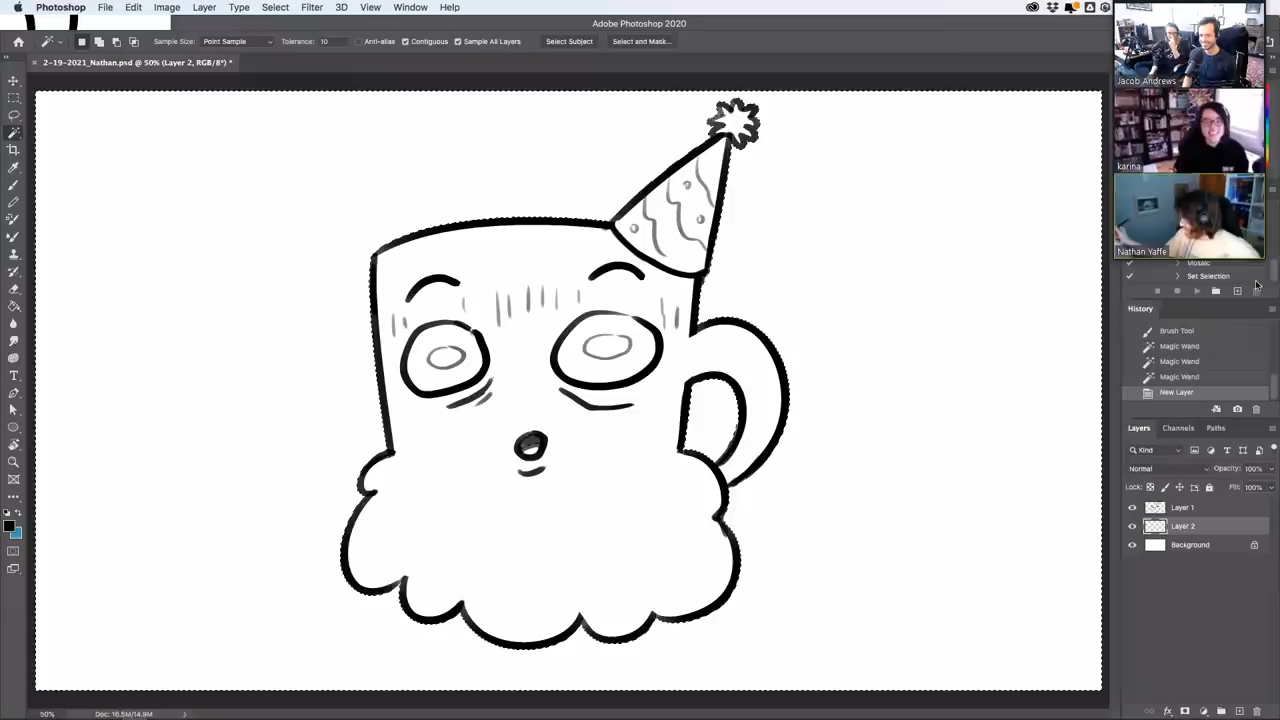 Photoshop File Edit Image Layer Type Select Filter 3D View Window Help
Adobe Photoshop 2020
Sample Size: Point Sample Tolerance: 10 Anti-alias Contiguous Sample All Layers Select Subject Select and Mask...
2-19-2021_Nathan.psd @ 50% (Layer 2, RGB/8*) *
Jacob Andrews
karina
Nathan Yaffe
Mosaic
Set Selection
History
Brush Tool
Magic Wand
Magic Wand
Magic Wand
New Layer
Layers Channels Paths
Kind
Normal Opacity: 100%
Lock: Fill: 100%
Layer 1
Layer 2
Background
50% Doc: 16.5M/14.9M